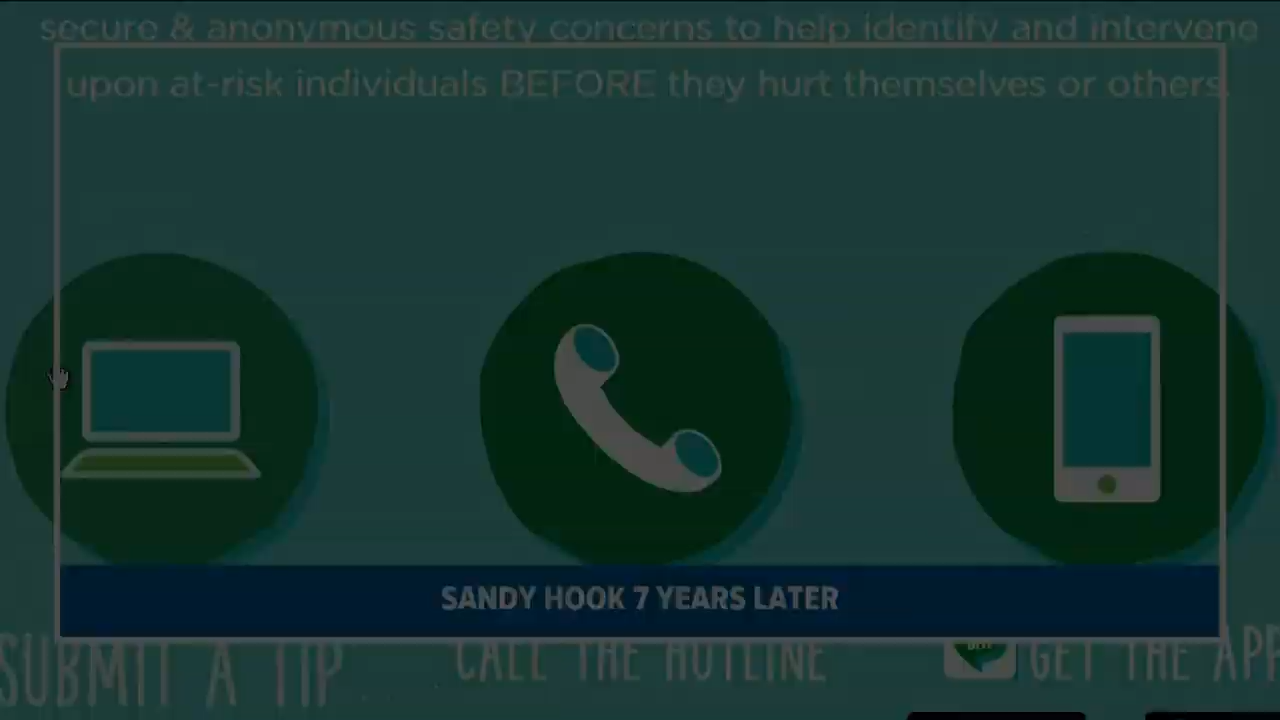 secure & anonymous safety concerns to help identify and intervene
upon at-risk individuals BEFORE they hurt themselves or others.
SANDY HOOK 7 YEARS LATER
SUBMIT A TIP
CALL THE HOTLINE
GET THE APP